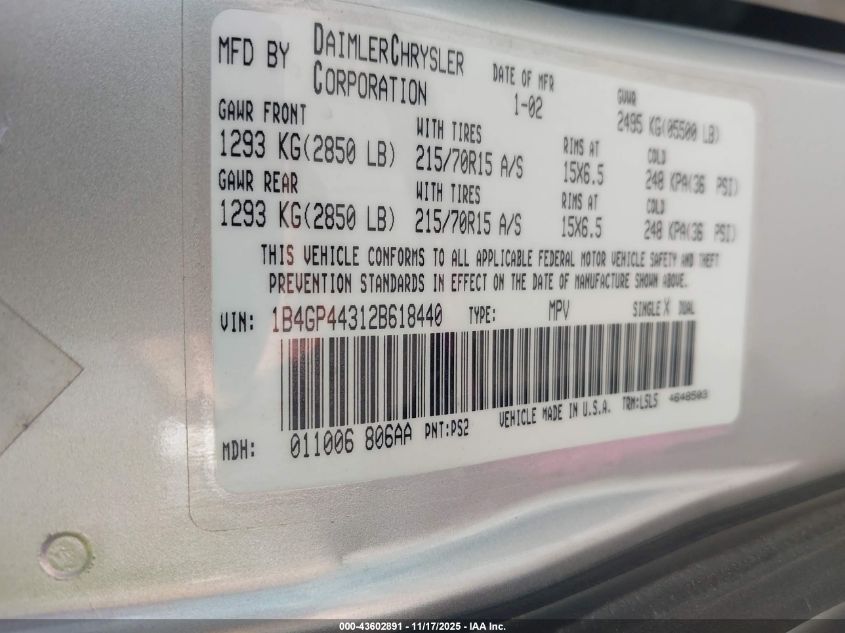 MFD BY DAIMLERCHRYSLER CORPORATION
DATE OF MFR 1-02
GVWR 2495 KG(05500 LB)
GAWR FRONT WITH TIRES RIMS AT COLD
1293 KG(2850 LB) 215/70R15 A/S 15X6.5 248 KPA(36 PSI)
GAWR REAR WITH TIRES RIMS AT COLD
1293 KG(2850 LB) 215/70R15 A/S 15X6.5 248 KPA(36 PSI)
THIS VEHICLE CONFORMS TO ALL APPLICABLE FEDERAL MOTOR VEHICLE SAFETY AND THEFT
PREVENTION STANDARDS IN EFFECT ON THE DATE OF MANUFACTURE SHOWN ABOVE.
VIN: 1B4GP44312B618440 TYPE: MPV SINGLE X DUAL
MDH: 011006 806AA PNT:PS2 VEHICLE MADE IN U.S.A. TRM:LSL5 4648503
000-43602891 - 11/17/2025 - IAA Inc.